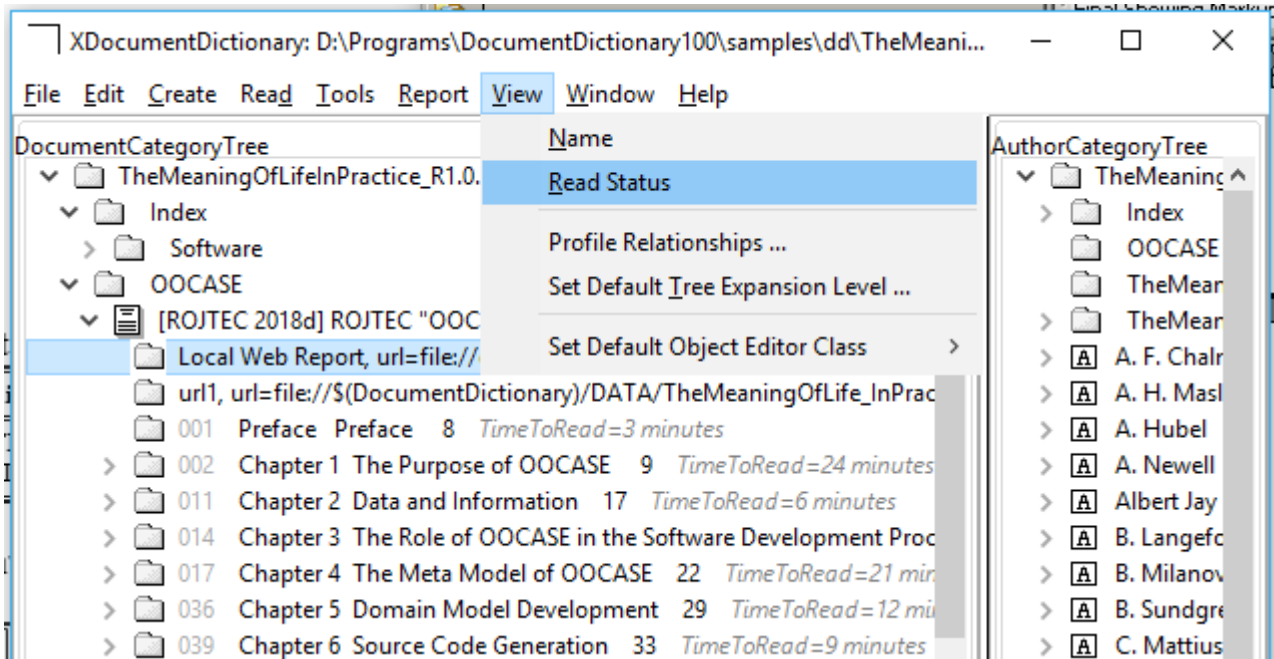 Final Showing Markup
XDocumentDictionary: D:\Programs\DocumentDictionary100\samples\dd\TheMeani...
File Edit Create Read Tools Report View Window Help
DocumentCategoryTree
TheMeaningOfLifeInPractice_R1.0.
Index
Software
OOCASE
[ROJTEC 2018d] ROJTEC "OOC
Local Web Report, url=file://
url1, url=file://$(DocumentDictionary)/DATA/TheMeaningOfLife_InPrac
001 Preface Preface 8 TimeToRead=3 minutes
002 Chapter 1 The Purpose of OOCASE 9 TimeToRead=24 minutes
011 Chapter 2 Data and Information 17 TimeToRead=6 minutes
014 Chapter 3 The Role of OOCASE in the Software Development Proc
017 Chapter 4 The Meta Model of OOCASE 22 TimeToRead=21 min
036 Chapter 5 Domain Model Development 29 TimeToRead=12 mi
039 Chapter 6 Source Code Generation 33 TimeToRead=9 minutes
Name
Read Status
Profile Relationships ...
Set Default Tree Expansion Level ...
Set Default Object Editor Class
AuthorCategoryTree
TheMeaning
Index
OOCASE
TheMear
TheMear
A A. F. Chalr
A A. H. Masl
A A. Hubel
A A. Newell
A Albert Jay
A B. Langefo
A B. Milanov
A B. Sundgre
A C. Mattius